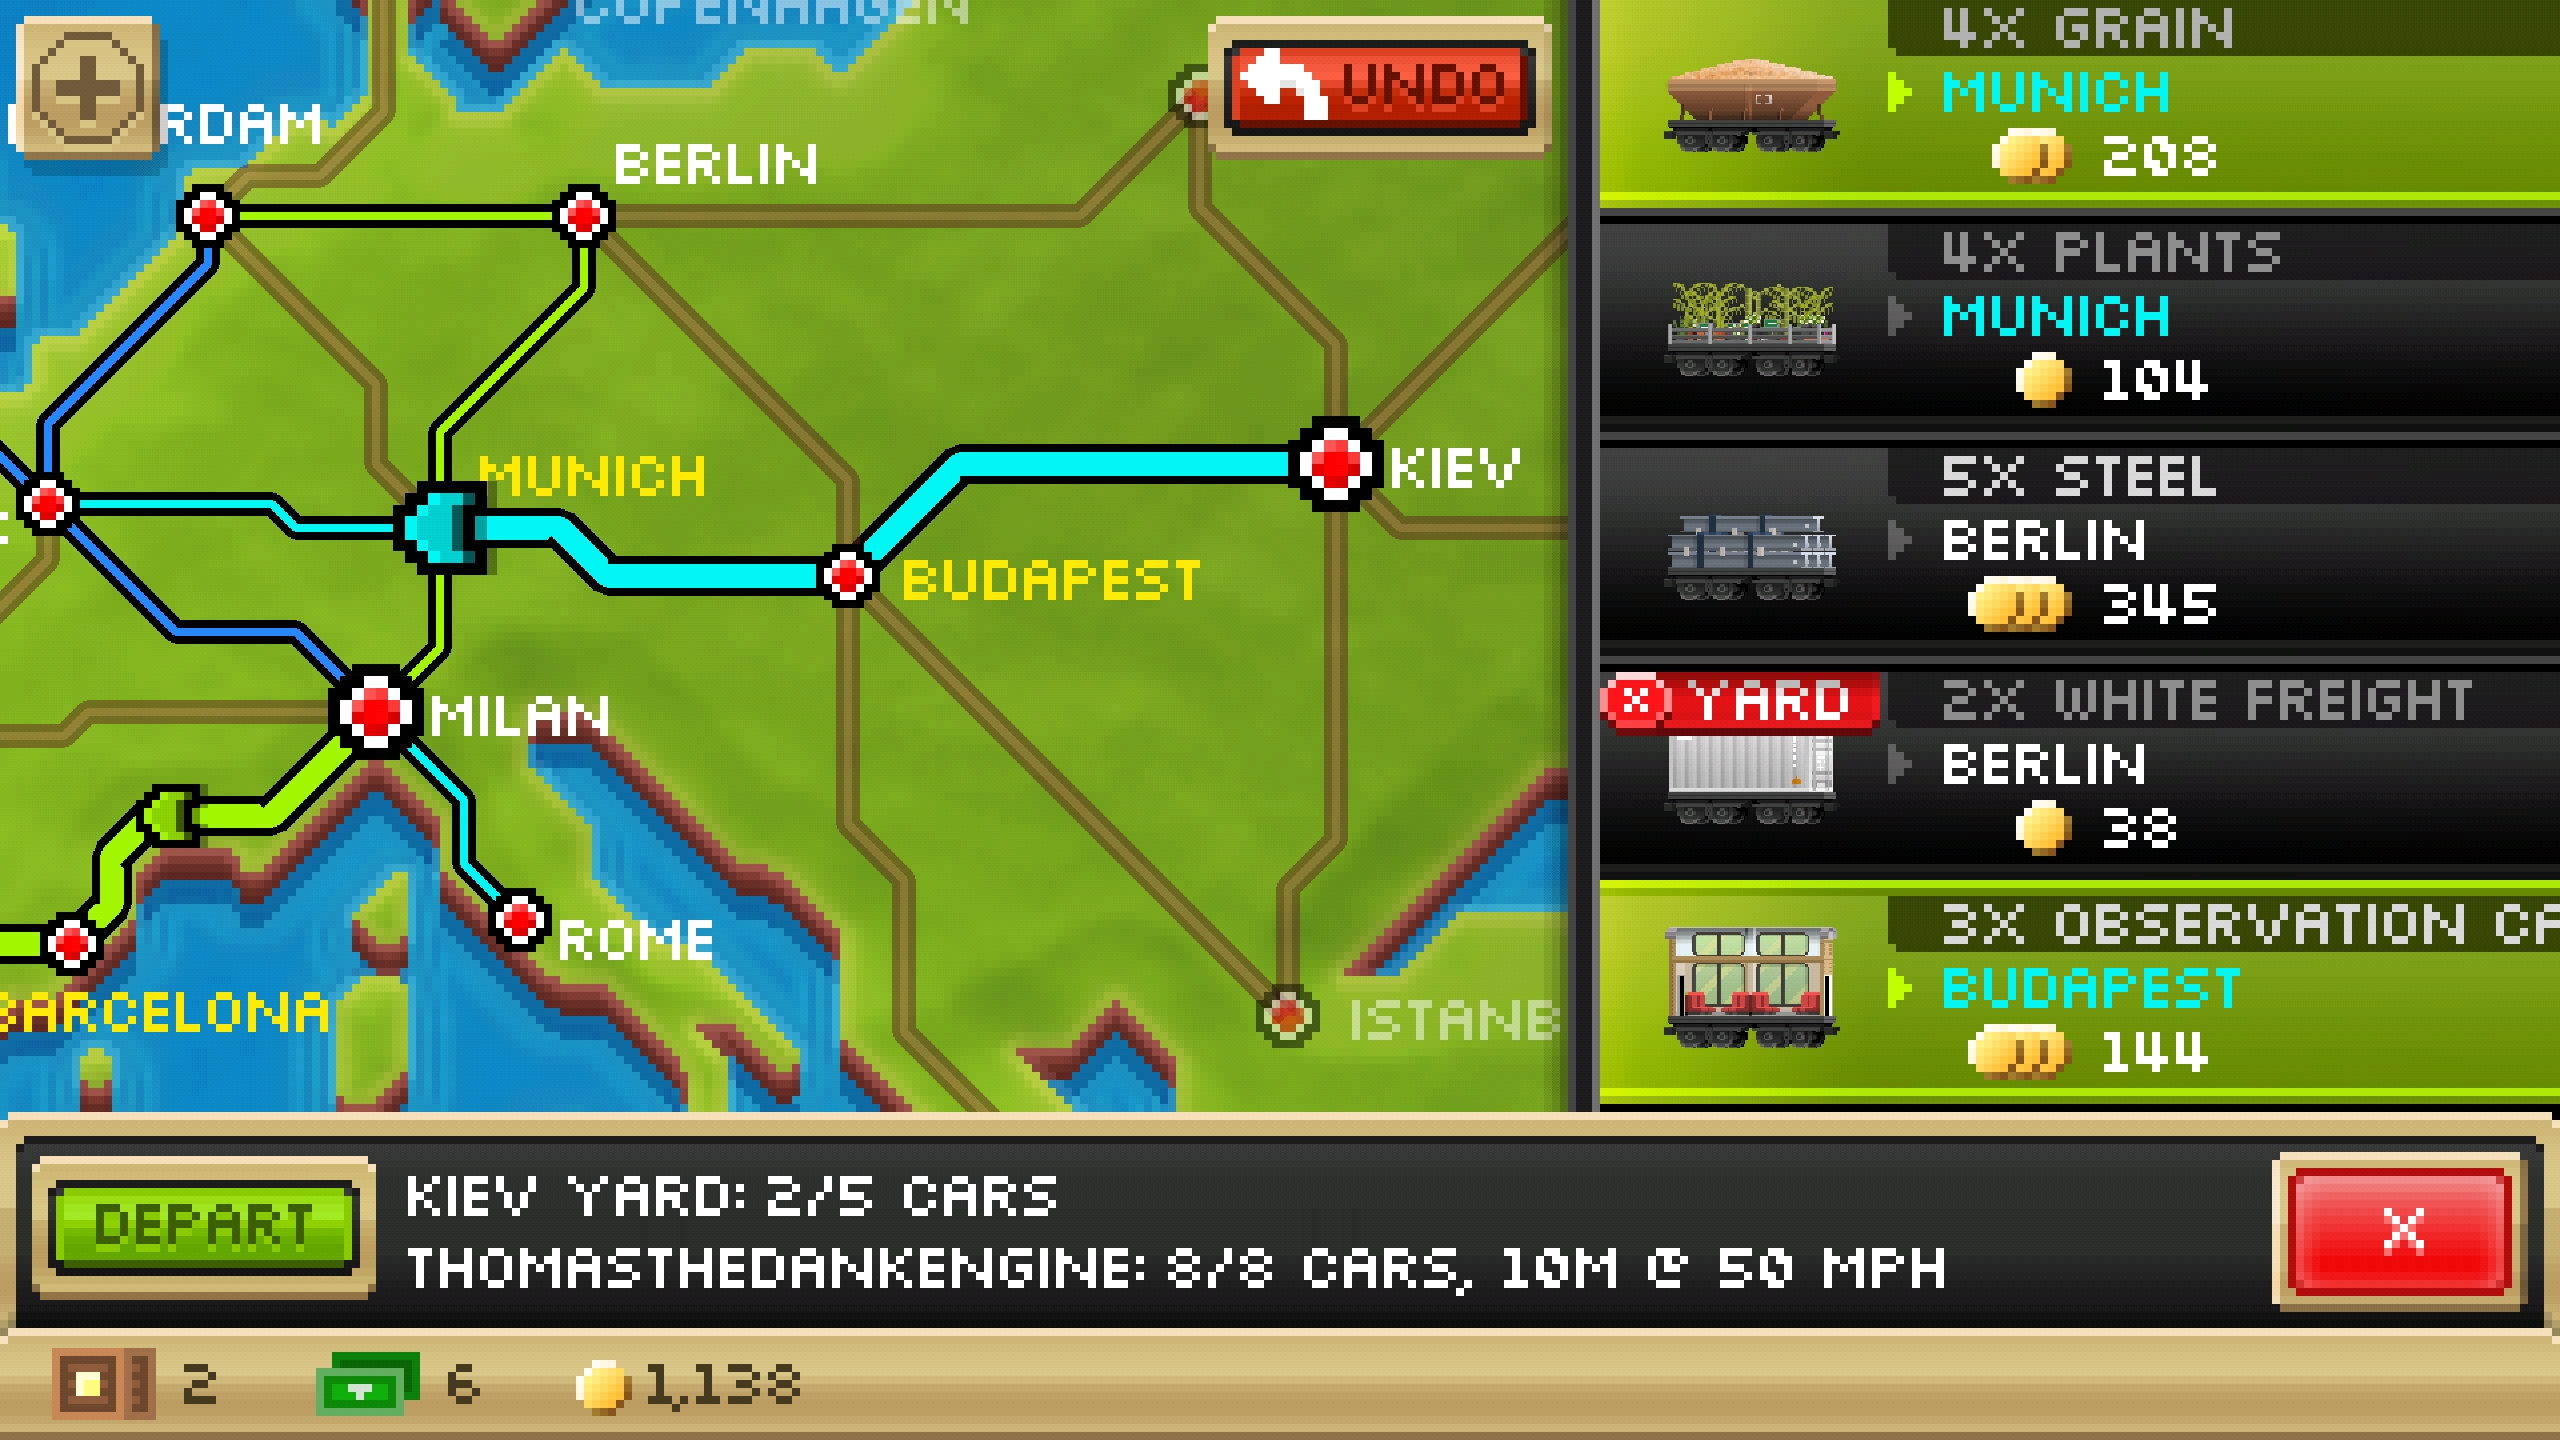 COPENHAGEN
RDAM
BERLIN
UNDO
MUNICH
KIEV
BUDAPEST
MILAN
ROME
BARCELONA
ISTANB
4X GRAIN
MUNICH
208
4X PLANTS
MUNICH
104
5X STEEL
BERLIN
345
YARD
2X WHITE FREIGHT
BERLIN
38
3X OBSERVATION CA
BUDAPEST
144
DEPART
KIEV YARD: 2/5 CARS
THOMASTHEDANKENGINE: 8/8 CARS, 10M @ 50 MPH
X
2
6
1,138